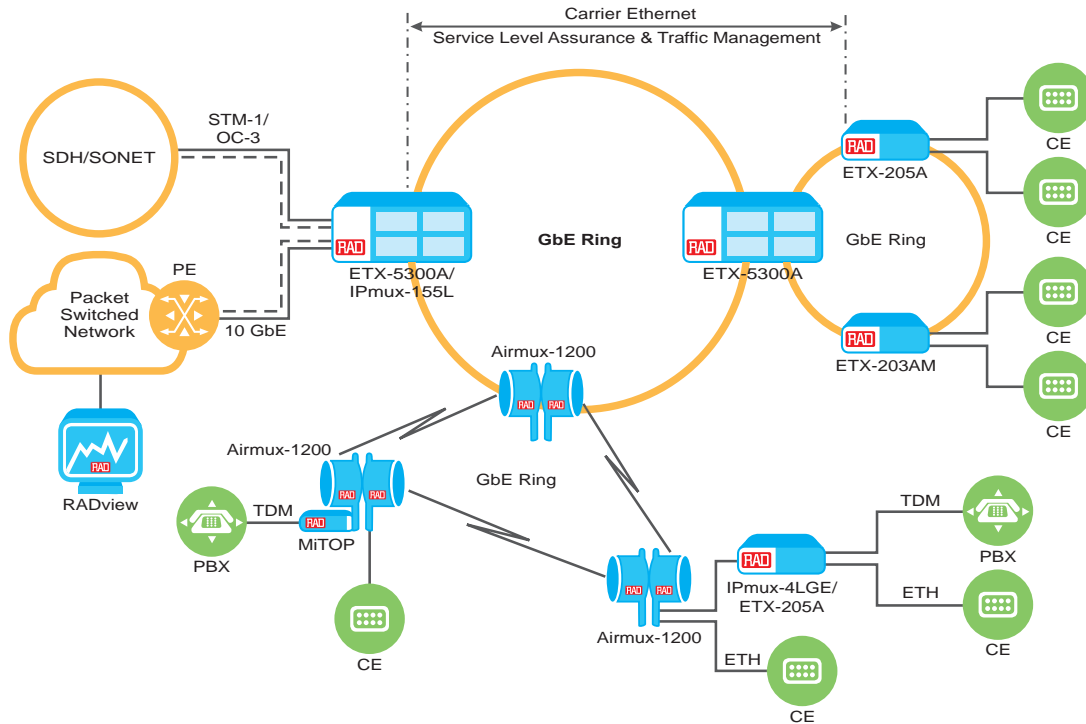 Carrier Ethernet
Service Level Assurance & Traffic Management
STM-1/
OC-3
SDH/SONET
RAD
ETX-5300A/
IPmux-155L
GbE Ring
RAD
ETX-5300A
GbE Ring
RAD
ETX-205A
CE
CE
RAD
ETX-203AM
CE
CE
PE
Packet
Switched
Network
10 GbE
RAD
RADview
Airmux-1200
RAD
RAD
Airmux-1200
RAD
RAD
GbE Ring
TDM
RAD
MiTOP
PBX
CE
RAD
RAD
Airmux-1200
RAD
IPmux-4LGE/
ETX-205A
TDM
PBX
ETH
CE
ETH
CE